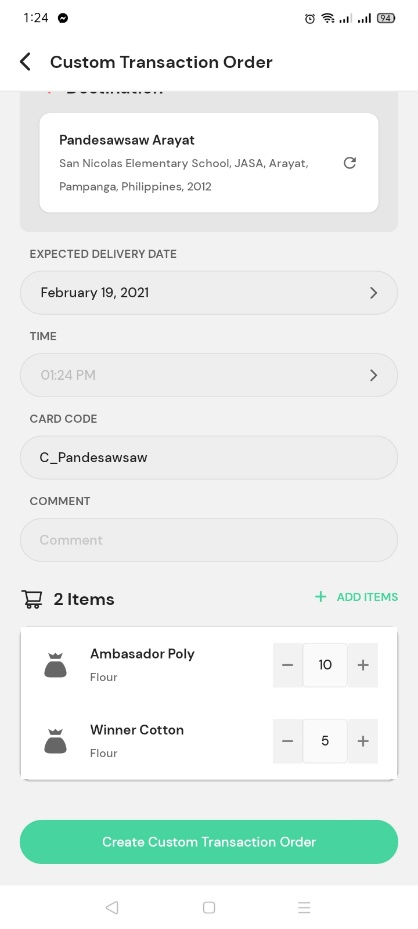 1:24
94
Custom Transaction Order
Destination
Pandesawsaw Arayat
San Nicolas Elementary School, JASA, Arayat,
Pampanga, Philippines, 2012
EXPECTED DELIVERY DATE
February 19, 2021
TIME
01:24 PM
CARD CODE
C_Pandesawsaw
COMMENT
Comment
2 Items
+ ADD ITEMS
Ambasador Poly
Flour
− 10 +
Winner Cotton
Flour
− 5 +
Create Custom Transaction Order